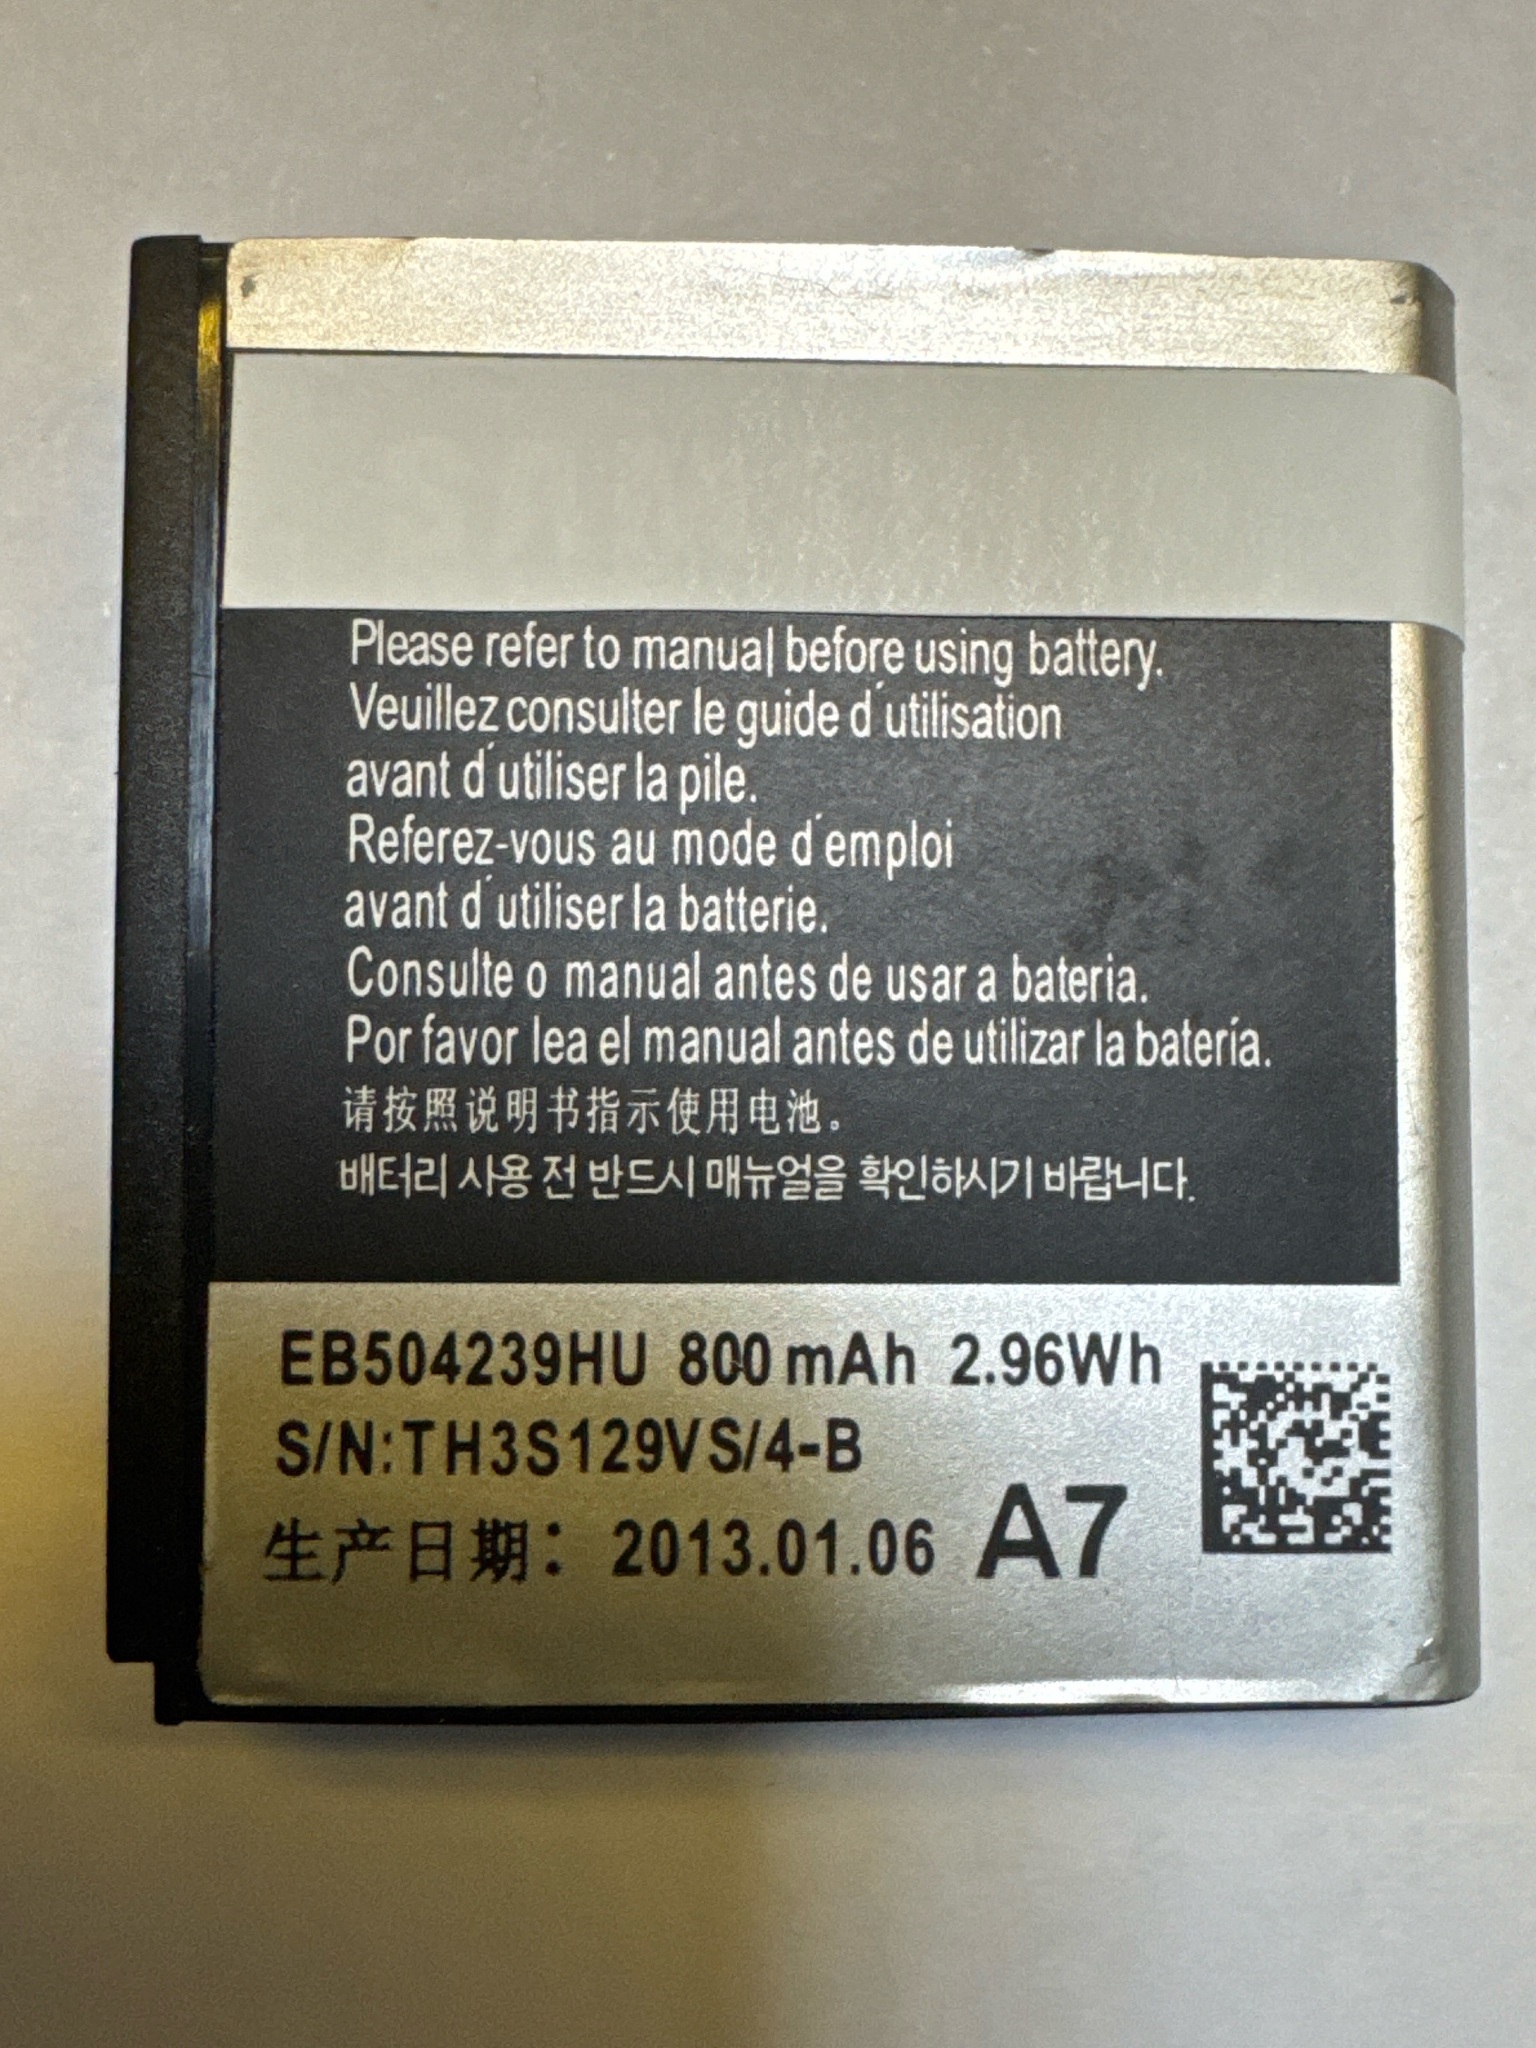 Please refer to manual before using battery.
Veuillez consulter le guide d´utilisation
avant d´utiliser la pile.
Referez-vous au mode d´emploi
avant d´utiliser la batterie.
Consulte o manual antes de usar a bateria.
Por favor lea el manual antes de utilizar la batería.
请按照说明书指示使用电池。
배터리 사용 전 반드시 매뉴얼을 확인하시기 바랍니다.
EB504239HU 800 mAh 2.96Wh
S/N:TH3S129VS/4-B
生产日期：2013.01.06 A7